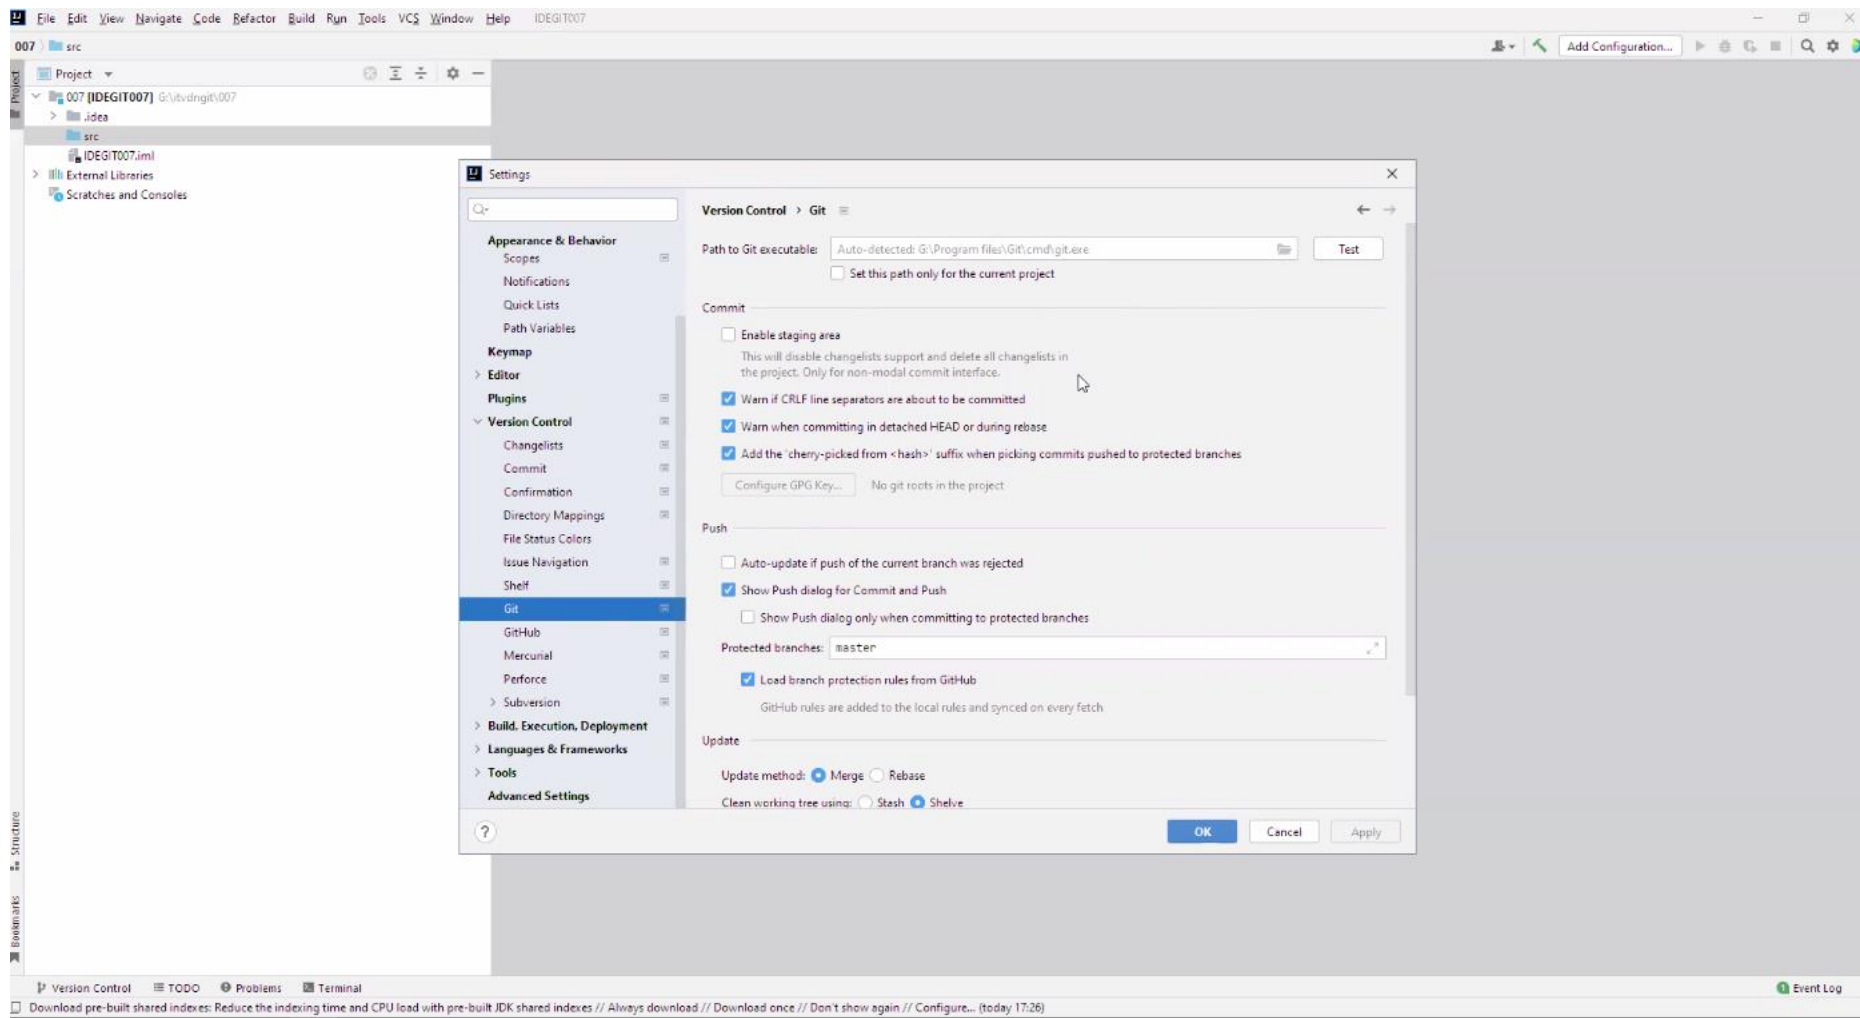 File Edit View Navigate Code Refactor Build Run Tools VCS Window Help IDEGIT007
007 src
Add Configuration...
Project
Project
007 [IDEGIT007] G:\itvdngit\007
.idea
src
IDEGIT007.iml
External Libraries
Scratches and Consoles
Settings
Appearance & Behavior
Scopes
Notifications
Quick Lists
Path Variables
Keymap
Editor
Plugins
Version Control
Changelists
Commit
Confirmation
Directory Mappings
File Status Colors
Issue Navigation
Shelf
Git
GitHub
Mercurial
Perforce
Subversion
Build, Execution, Deployment
Languages & Frameworks
Tools
Advanced Settings
Version Control > Git
Path to Git executable: Auto-detected: G:\Program files\Git\cmd\git.exe Test
Set this path only for the current project
Commit
Enable staging area
This will disable changelists support and delete all changelists in
the project. Only for non-modal commit interface.
Warn if CRLF line separators are about to be committed
Warn when committing in detached HEAD or during rebase
Add the 'cherry-picked from <hash>' suffix when picking commits pushed to protected branches
Configure GPG Key... No git roots in the project
Push
Auto-update if push of the current branch was rejected
Show Push dialog for Commit and Push
Show Push dialog only when committing to protected branches
Protected branches: master
Load branch protection rules from GitHub
GitHub rules are added to the local rules and synced on every fetch
Update
Update method: Merge Rebase
Clean working tree using: Stash Shelve
? OK Cancel Apply
Structure
Bookmarks
Version Control TODO Problems Terminal
1 Event Log
Download pre-built shared indexes: Reduce the indexing time and CPU load with pre-built JDK shared indexes // Always download // Download once // Don't show again // Configure... (today 17:26)